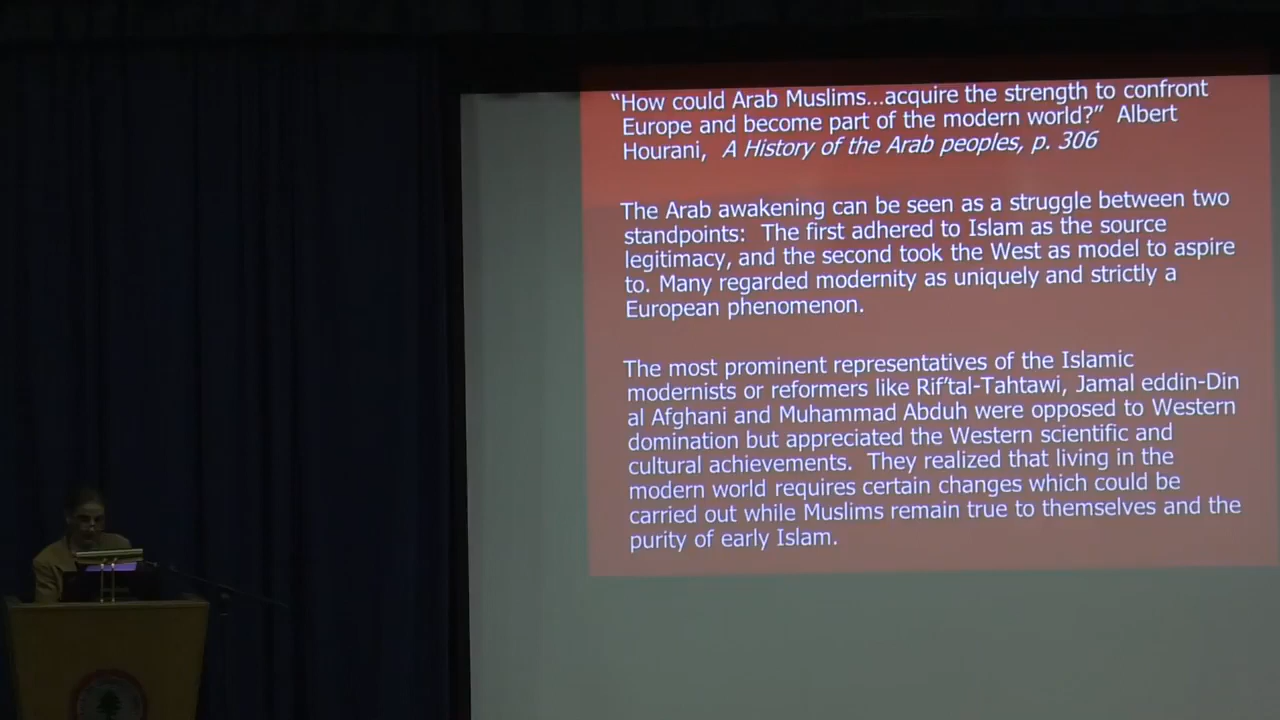 “How could Arab Muslims...acquire the strength to confront
Europe and become part of the modern world?” Albert
Hourani, A History of the Arab peoples, p. 306
The Arab awakening can be seen as a struggle between two
standpoints: The first adhered to Islam as the source
legitimacy, and the second took the West as model to aspire
to. Many regarded modernity as uniquely and strictly a
European phenomenon.
The most prominent representatives of the Islamic
modernists or reformers like Rif’tal-Tahtawi, Jamal eddin-Din
al Afghani and Muhammad Abduh were opposed to Western
domination but appreciated the Western scientific and
cultural achievements. They realized that living in the
modern world requires certain changes which could be
carried out while Muslims remain true to themselves and the
purity of early Islam.